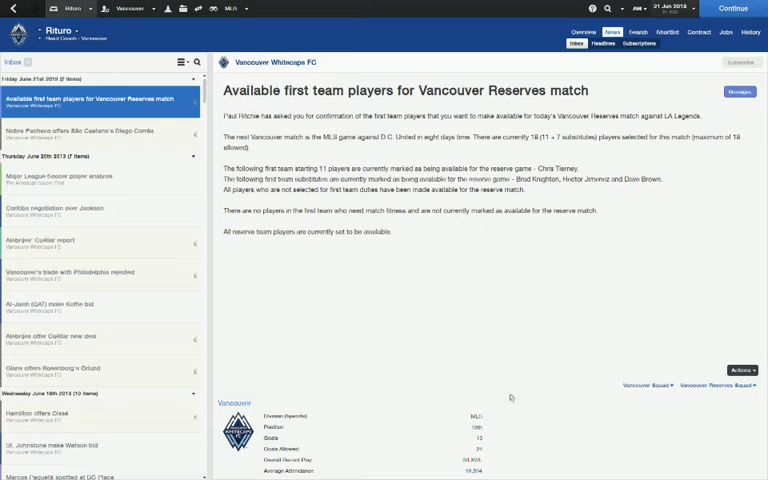 Rituro
Vancouver
MLS
AM
21 Jun 2013
Continue
Rituro
Head Coach - Vancouver
Overview News Search Shortlist Contract Jobs History
Inbox Headlines Subscriptions
Inbox
Vancouver Whitecaps FC
Subscribe
Friday June 21st 2013 (2 items)
Available first team players for Vancouver Reserves match
Vancouver Whitecaps FC
Nobre Pacheco offers São Caetano's Diego Corrêa
Vancouver Whitecaps FC
Thursday June 20th 2013 (7 items)
Major League Soccer player analysis
The American Soccer Post
Coritiba negotiation over Jackson
Vancouver Whitecaps FC
Airbrijes' Cuéllar report
Vancouver Whitecaps FC
Vancouver's trade with Philadelphia rejected
Vancouver Whitecaps FC
Al-Jaish (QAT) make Koffie bid
Vancouver Whitecaps FC
Vancouver Whitecaps FC
Vancouver Whitecaps FC
Wednesday June 19th 2013 (10 items)
Hamilton offers Cissé
Vancouver Whitecaps FC
St. Johnstone make Watson bid
Vancouver Whitecaps FC
Marcos Paquetá spotted at DC Place
Available first team players for Vancouver Reserves match
Messages
Paul Ritchie has asked you for confirmation of the first team players that you want to make available for today's Vancouver Reserves match against LA Legends.
The next Vancouver match is the MLS game against D.C. United in eight days time. There are currently 18 (11 + 7 substitutes) players selected for this match (maximum of 18
allowed).
The following first team starting 11 players are currently marked as being available for the reserve game - Chris Tierney.
The following first team substitutes are currently marked as being available for the reserve game - Brad Knighton, Hector Jimenez and Dave Brown.
All players who are not selected for first team duties have been made available for the reserve match.
There are no players in the first team who need match fitness and are not currently marked as available for the reserve match.
All reserve team players are currently set to be available.
Actions
Vancouver Squad
Vancouver Reserves Squad
Vancouver
Division (Specific) MLS
Position
Goals 13
Goals Allowed
Overall Recent Play
Average Attendance